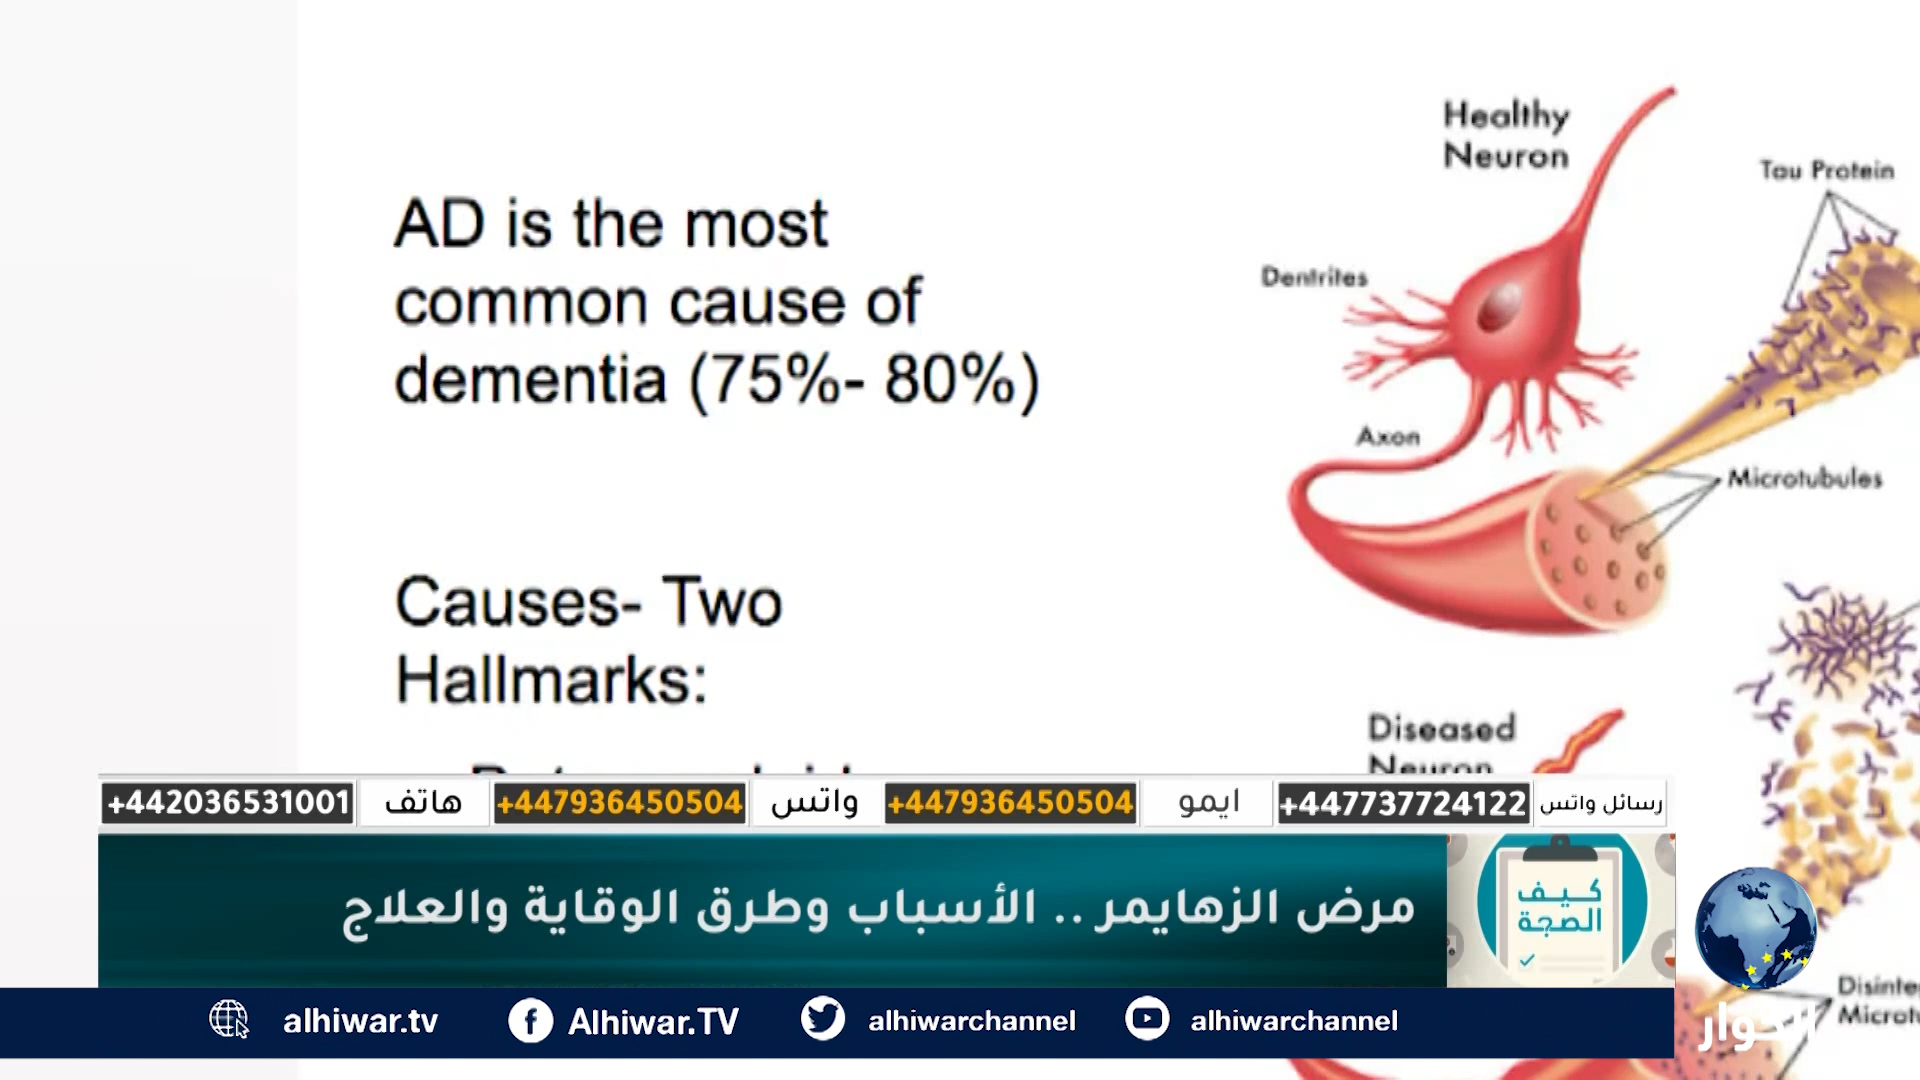 AD is the most
common cause of
dementia (75%- 80%)
Causes- Two
Hallmarks:
Healthy
Neuron
Tau Protein
Dentrites
Axon
Microtubules
Diseased
Neuron
+442036531001 هاتف +447936450504 واتس +447936450504 ايمو +447737724122 رسائل واتس
مرض الزهايمر .. الأسباب وطرق الوقاية والعلاج
كيف
الصحة؟
alhiwar.tv Alhiwar.TV alhiwarchannel alhiwarchannel
الحوار